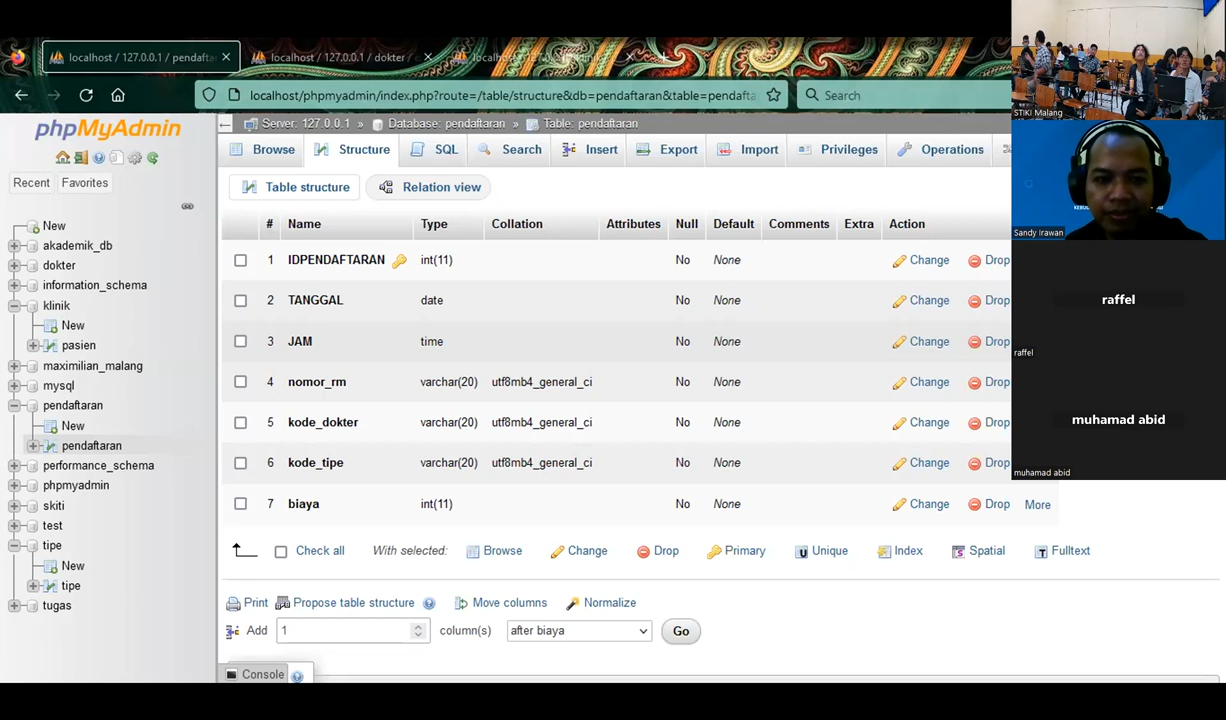 localhost / 127.0.0.1 / pendafta
localhost / 127.0.0.1 / dokter /
localhost/phpmyadmin/index.php?route=/table/structure&db=pendaftaran&table=pendafta
Search
STIKI Malang
phpMyAdmin
Server: 127.0.0.1 » Database: pendaftaran » Table: pendaftaran
Browse Structure SQL Search Insert Export Import Privileges Operations
Recent Favorites
Table structure Relation view
Sandy Irawan
New
akademik_db
dokter
information_schema
klinik
New
pasien
maximilian_malang
mysql
pendaftaran
New
pendaftaran
performance_schema
phpmyadmin
skiti
test
tipe
New
tipe
tugas
# Name Type Collation Attributes Null Default Comments Extra Action
1 IDPENDAFTARAN int(11) No None Change Drop
2 TANGGAL date No None Change Drop
3 JAM time No None Change Drop
4 nomor_rm varchar(20) utf8mb4_general_ci No None Change Drop
5 kode_dokter varchar(20) utf8mb4_general_ci No None Change Drop
6 kode_tipe varchar(20) utf8mb4_general_ci No None Change Drop
7 biaya int(11) No None Change Drop More
Check all With selected: Browse Change Drop Primary Unique Index Spatial Fulltext
Print Propose table structure Move columns Normalize
Add 1 column(s) after biaya Go
Console
raffel
raffel
muhamad abid
muhamad abid